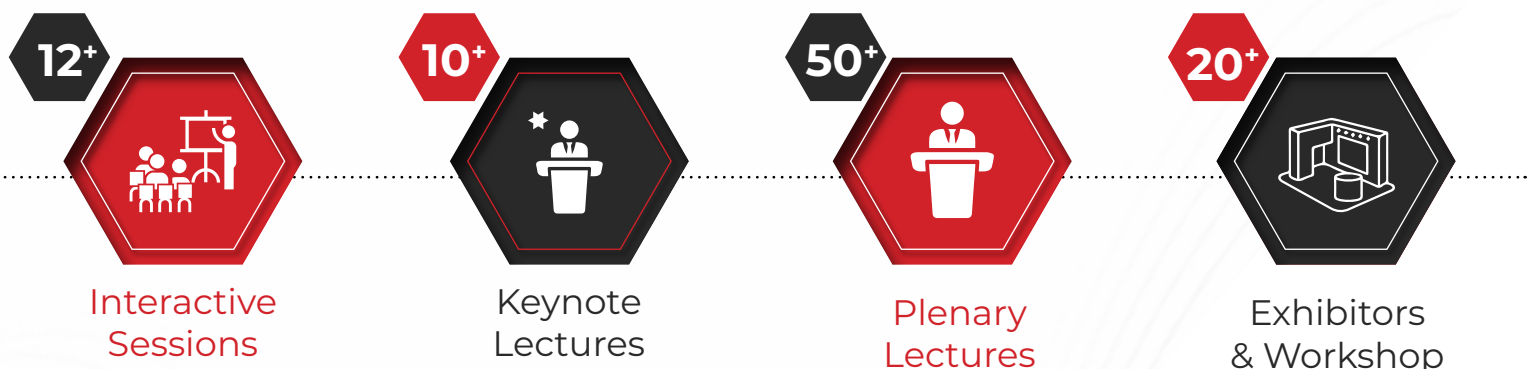 12+
10+
50+
20+
Interactive
Sessions
Keynote
Lectures
Plenary
Lectures
Exhibitors
& Workshop